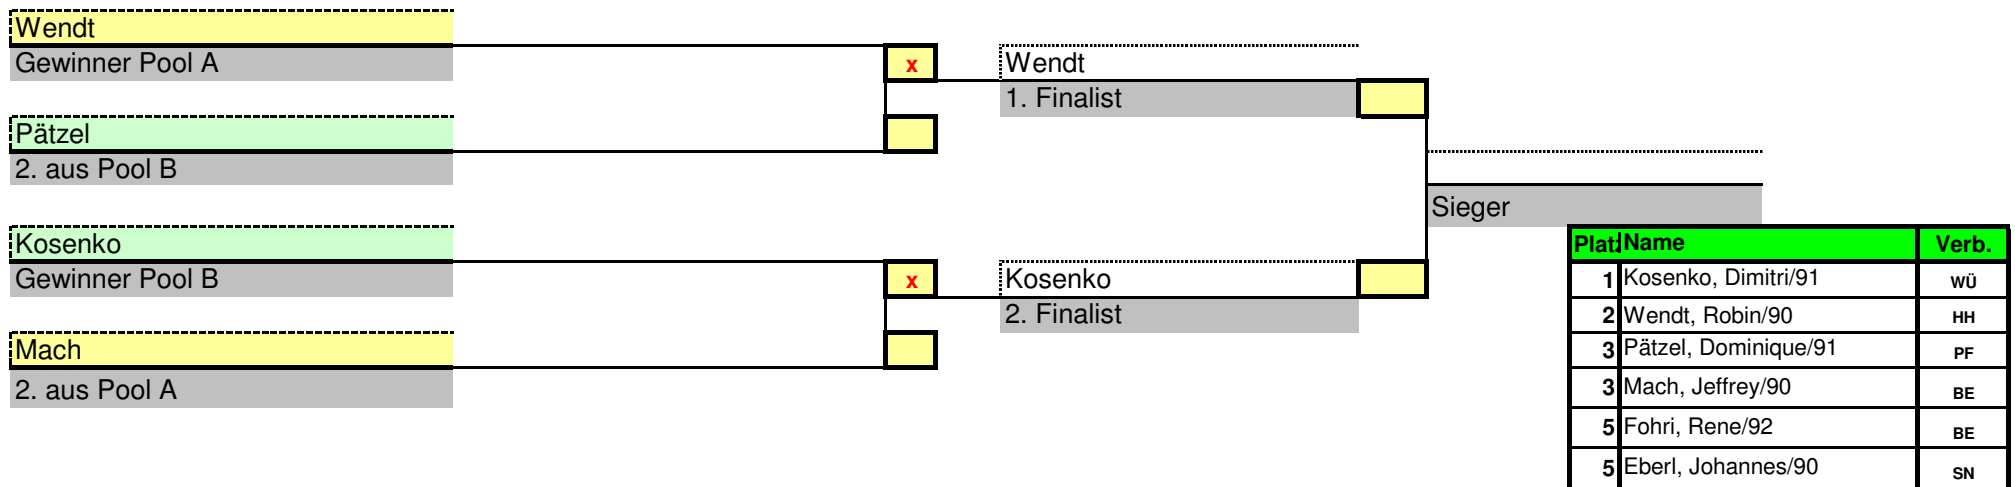 Wendt
Gewinner Pool A
x
Wendt
1. Finalist
Pätzel
2. aus Pool B
Sieger
Kosenko
Gewinner Pool B
x
Kosenko
2. Finalist
Mach
2. aus Pool A
Platz Name Verb.
1 Kosenko, Dimitri/91 WÜ
2 Wendt, Robin/90 HH
3 Pätzel, Dominique/91 PF
3 Mach, Jeffrey/90 BE
5 Fohri, Rene/92 BE
5 Eberl, Johannes/90 SN